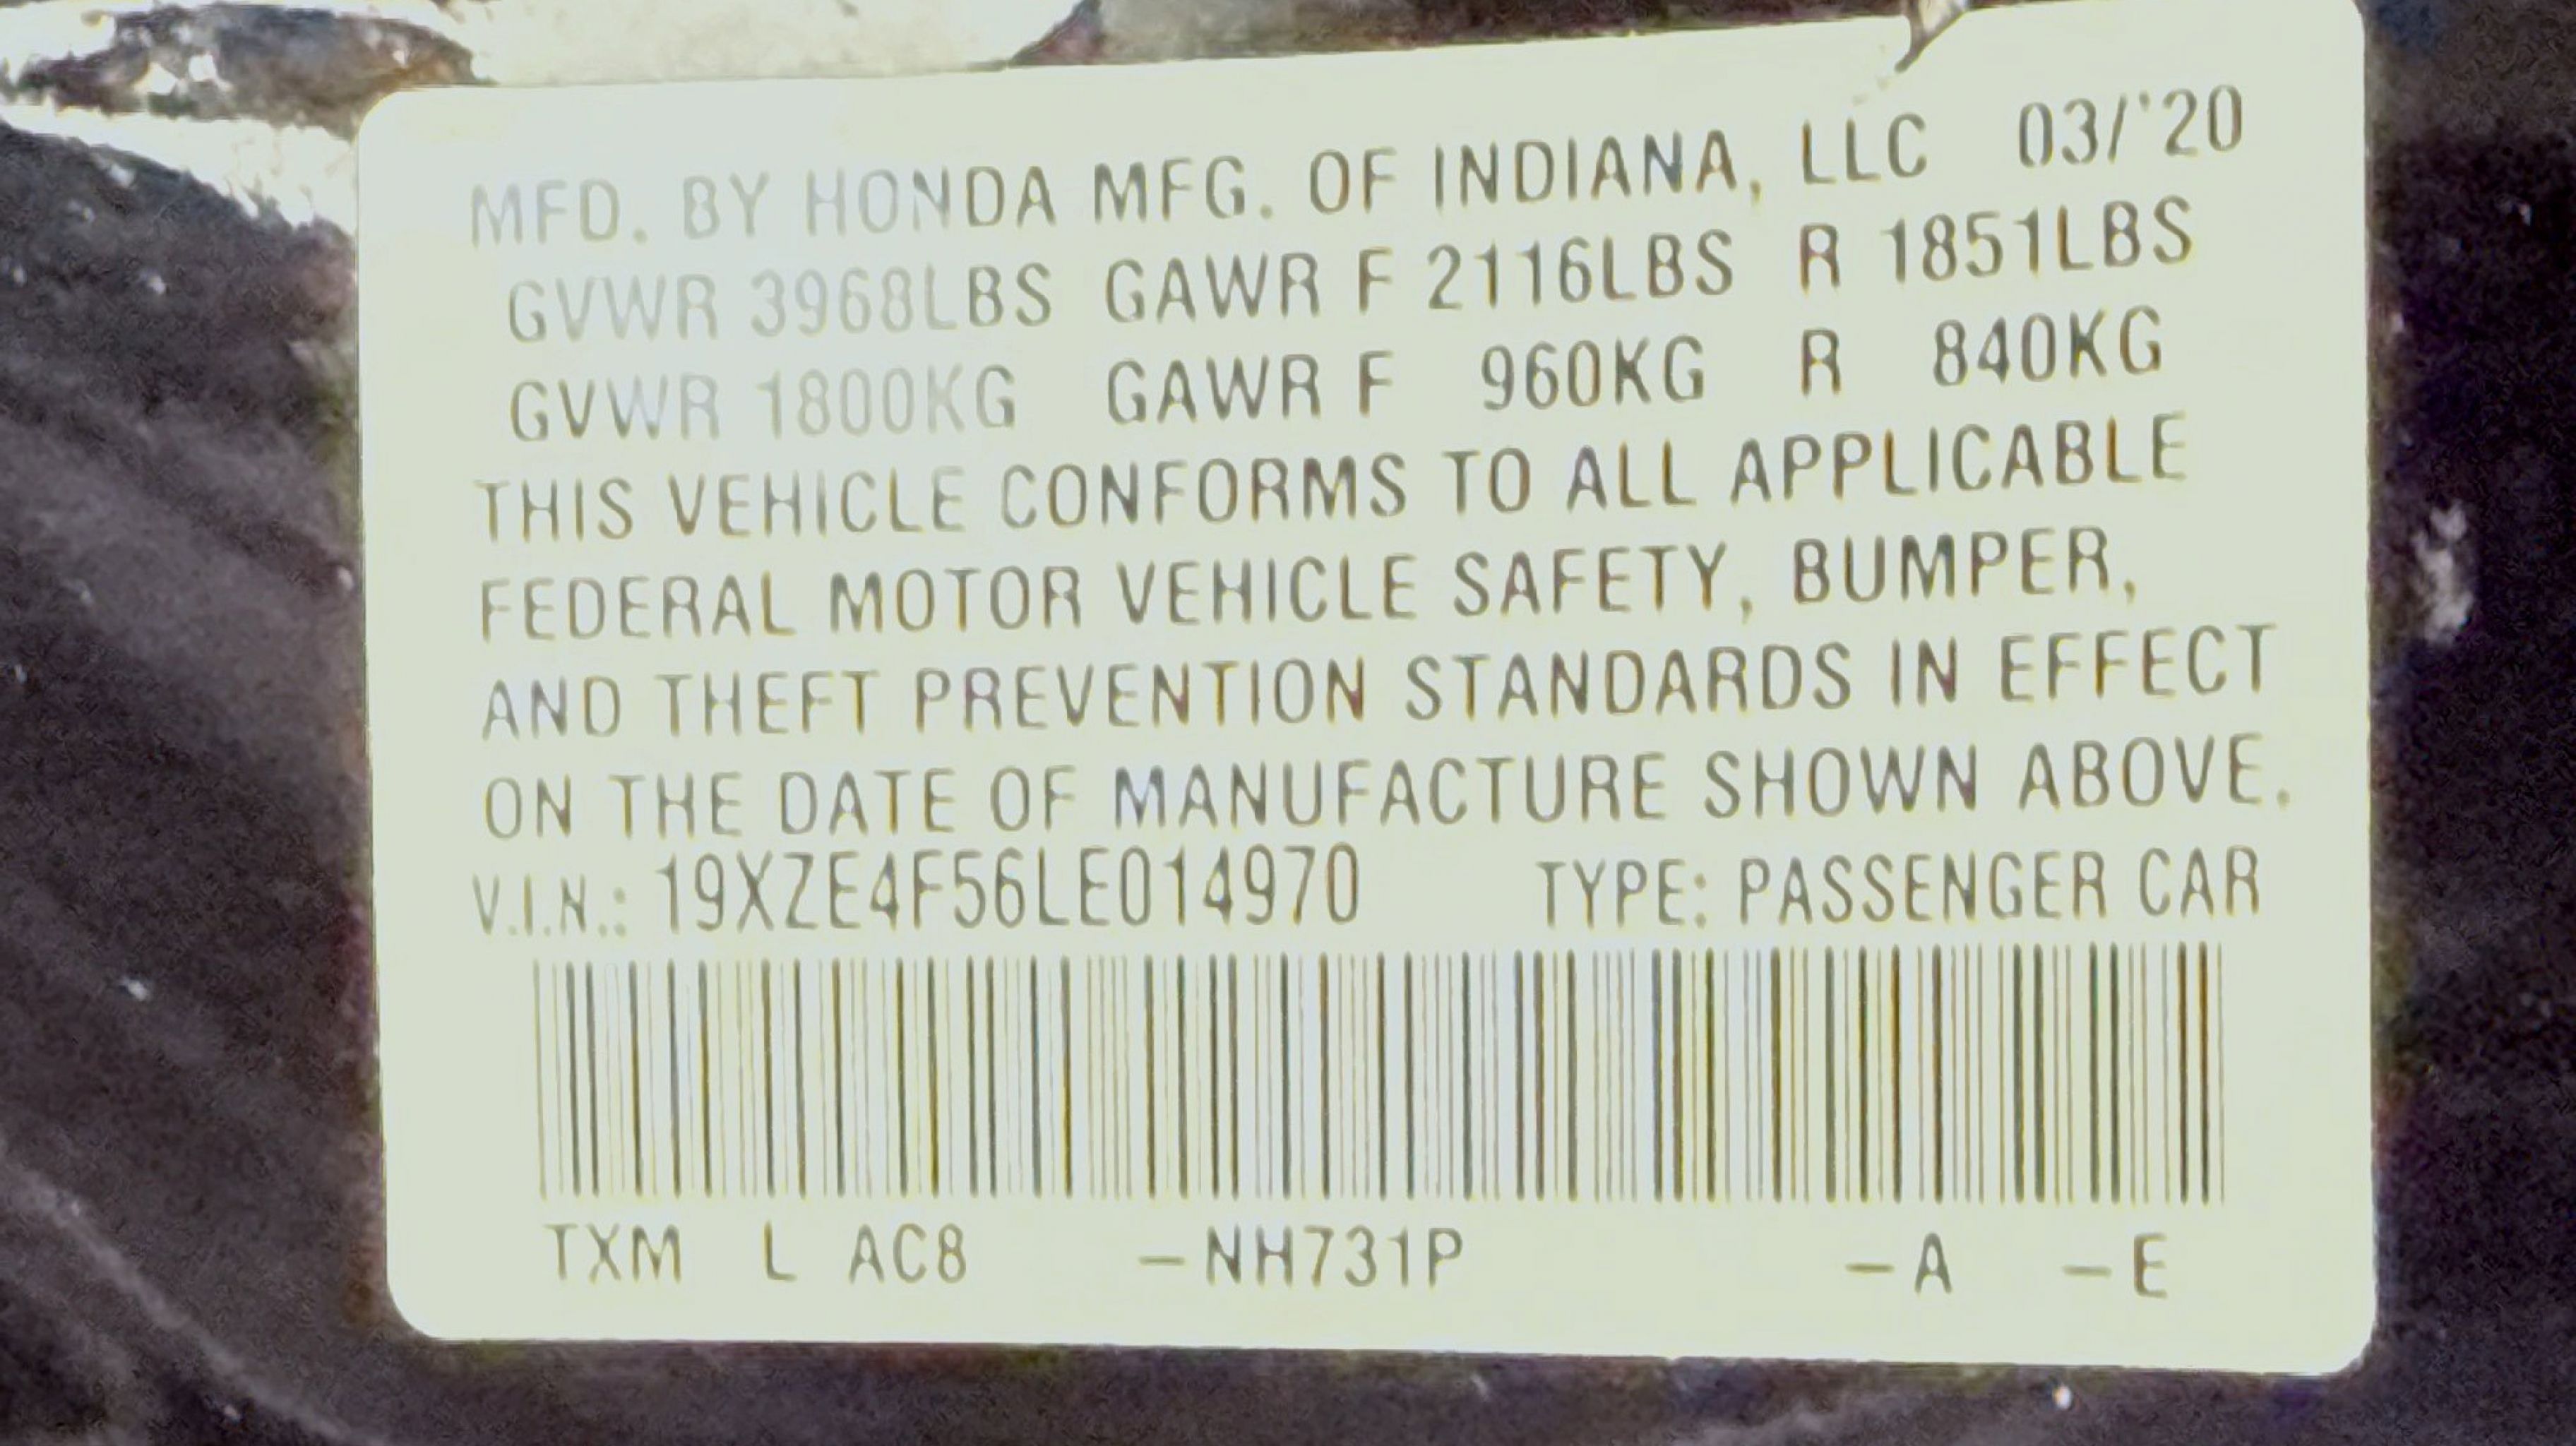 MFD. BY HONDA MFG. OF INDIANA, LLC 03/'20
GVWR 3968LBS GAWR F 2116LBS R 1851LBS
GVWR 1800KG GAWR F 960KG R 840KG
THIS VEHICLE CONFORMS TO ALL APPLICABLE
FEDERAL MOTOR VEHICLE SAFETY, BUMPER,
AND THEFT PREVENTION STANDARDS IN EFFECT
ON THE DATE OF MANUFACTURE SHOWN ABOVE.
V.I.N.: 19XZE4F56LE014970 TYPE: PASSENGER CAR
TXM L AC8 -NH731P -A -E